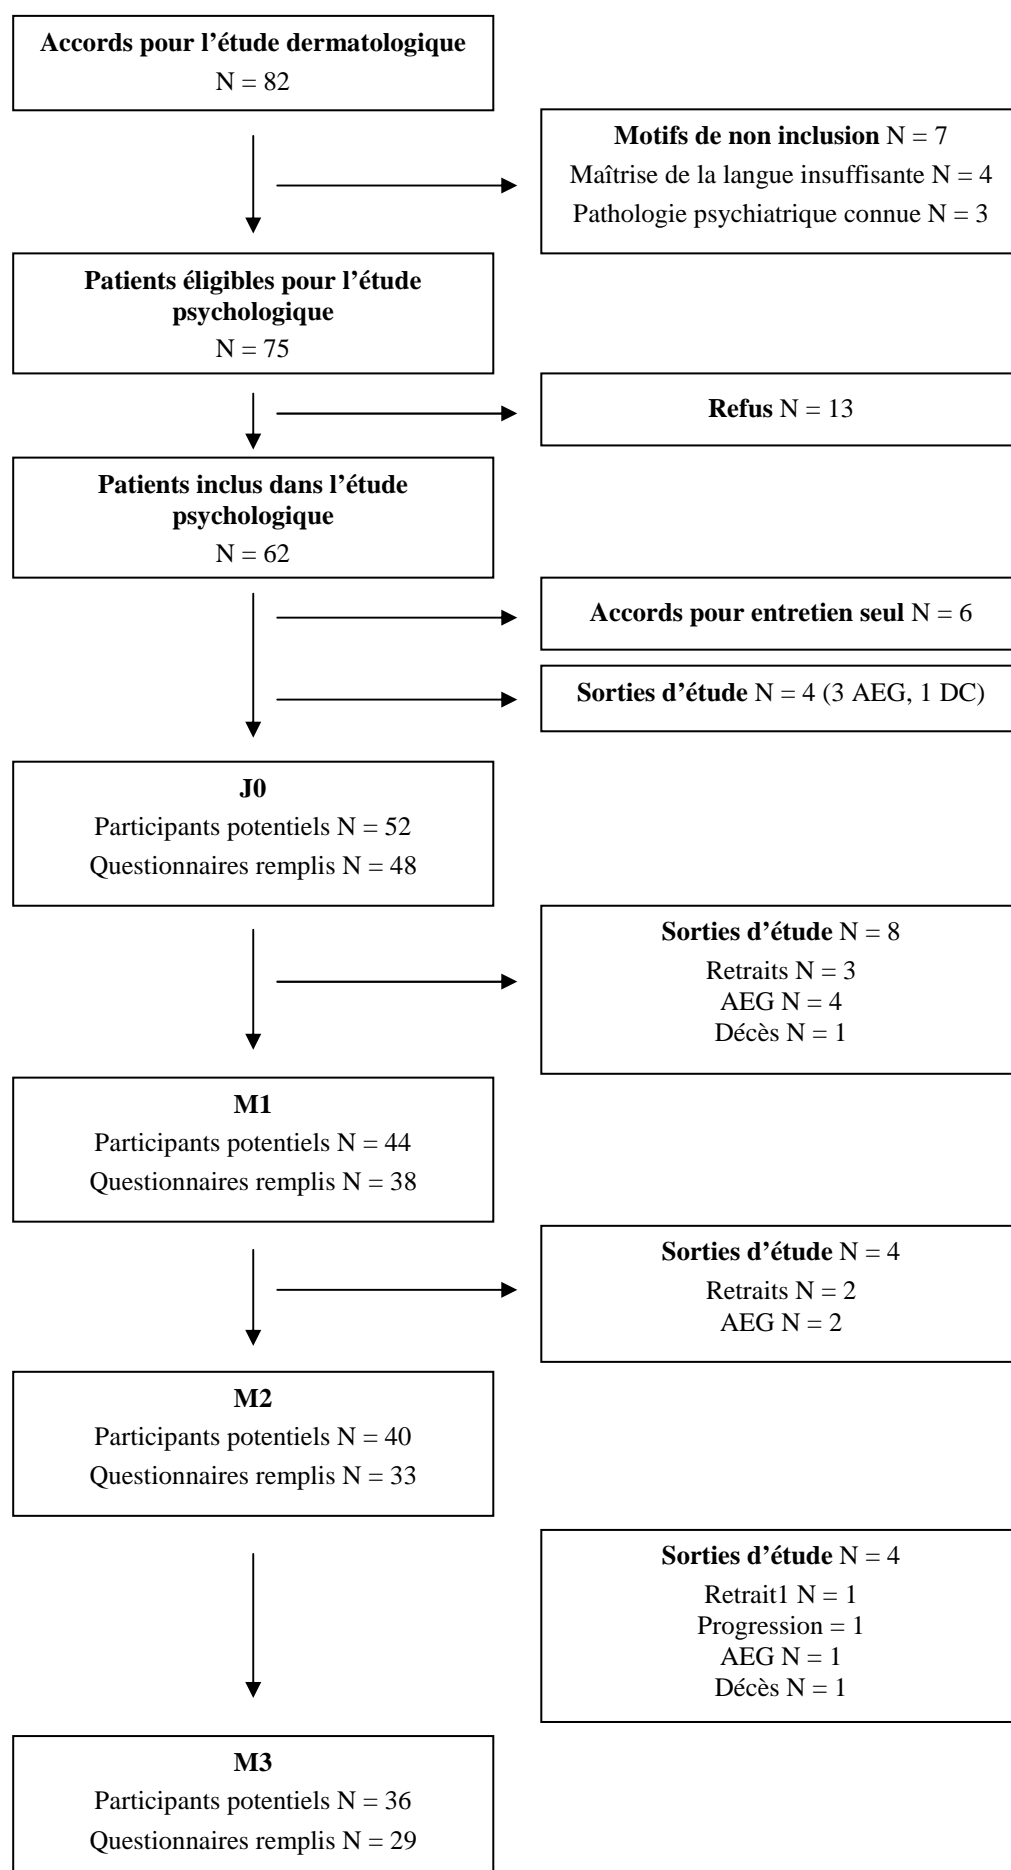 Accords pour l’étude dermatologique
N = 82
Motifs de non inclusion N = 7
Maîtrise de la langue insuffisante N = 4
Pathologie psychiatrique connue N = 3
Patients éligibles pour l’étude
psychologique
N = 75
Refus N = 13
Patients inclus dans l’étude
psychologique
N = 62
Accords pour entretien seul N = 6
Sorties d’étude N = 4 (3 AEG, 1 DC)
J0
Participants potentiels N = 52
Questionnaires remplis N = 48
Sorties d’étude N = 8
Retraits N = 3
AEG N = 4
Décès N = 1
M1
Participants potentiels N = 44
Questionnaires remplis N = 38
Sorties d’étude N = 4
Retraits N = 2
AEG N = 2
M2
Participants potentiels N = 40
Questionnaires remplis N = 33
Sorties d’étude N = 4
Retrait1 N = 1
Progression = 1
AEG N = 1
Décès N = 1
M3
Participants potentiels N = 36
Questionnaires remplis N = 29